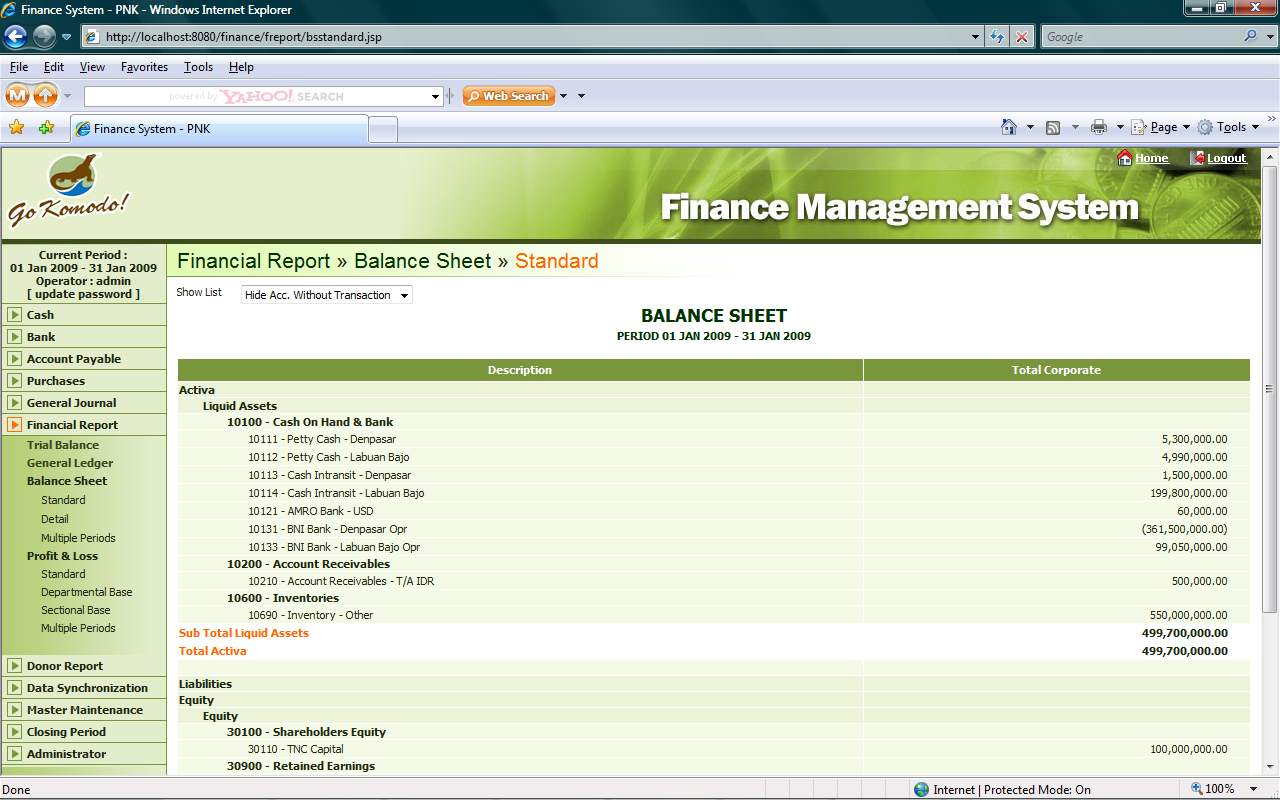 Finance System - PNK - Windows Internet Explorer
http://localhost:8080/finance/freport/bsstandard.jsp
Google
File Edit View Favorites Tools Help
M
powered by YAHOO! SEARCH
Web Search
Finance System - PNK
Page Tools
Go Komodo!
Home Logout
Finance Management System
Current Period :
01 Jan 2009 - 31 Jan 2009
Operator : admin
[ update password ]
Cash
Bank
Account Payable
Purchases
General Journal
Financial Report
Trial Balance
General Ledger
Balance Sheet
Standard
Detail
Multiple Periods
Profit & Loss
Standard
Departmental Base
Sectional Base
Multiple Periods
Donor Report
Data Synchronization
Master Maintenance
Closing Period
Administrator
Financial Report » Balance Sheet » Standard
Show List Hide Acc. Without Transaction
BALANCE SHEET
PERIOD 01 JAN 2009 - 31 JAN 2009
Description Total Corporate
Activa
Liquid Assets
10100 - Cash On Hand & Bank
10111 - Petty Cash - Denpasar 5,300,000.00
10112 - Petty Cash - Labuan Bajo 4,990,000.00
10113 - Cash Intransit - Denpasar 1,500,000.00
10114 - Cash Intransit - Labuan Bajo 199,800,000.00
10121 - AMRO Bank - USD 60,000.00
10131 - BNI Bank - Denpasar Opr (361,500,000.00)
10133 - BNI Bank - Labuan Bajo Opr 99,050,000.00
10200 - Account Receivables
10210 - Account Receivables - T/A IDR 500,000.00
10600 - Inventories
10690 - Inventory - Other 550,000,000.00
Sub Total Liquid Assets 499,700,000.00
Total Activa 499,700,000.00
Liabilities
Equity
Equity
30100 - Shareholders Equity
30110 - TNC Capital 100,000,000.00
30900 - Retained Earnings
Done Internet | Protected Mode: On 100%